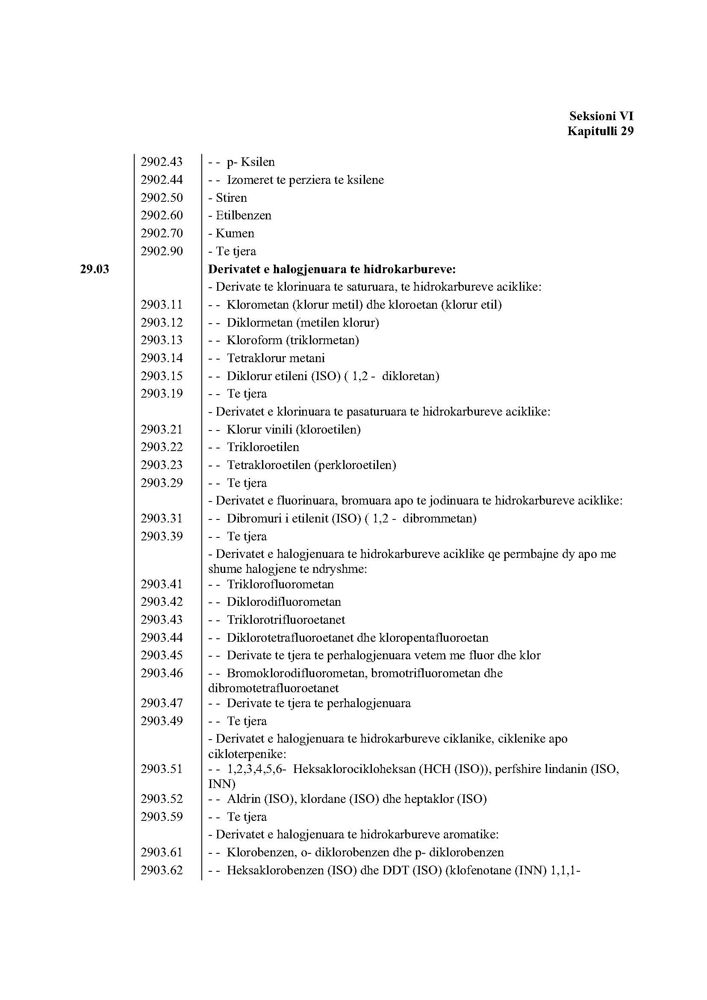 Seksioni VI
Kapitulli 29
2902.43 - - p- Ksilen
2902.44 - - Izomeret te perziera te ksilene
2902.50 - Stiren
2902.60 - Etilbenzen
2902.70 - Kumen
2902.90 - Te tjera
29.03 Derivatet e halogjenuara te hidrokarbureve:
- Derivate te klorinuara te saturuara, te hidrokarbureve aciklike:
2903.11 - - Klorometan (klorur metil) dhe kloroetan (klorur etil)
2903.12 - - Diklormetan (metilen klorur)
2903.13 - - Kloroform (triklormetan)
2903.14 - - Tetraklorur metani
2903.15 - - Diklorur etileni (ISO) ( 1,2 - dikloretan)
2903.19 - - Te tjera
- Derivatet e klorinuara te pasaturuara te hidrokarbureve aciklike:
2903.21 - - Klorur vinili (kloroetilen)
2903.22 - - Trikloroetilen
2903.23 - - Tetrakloroetilen (perkloroetilen)
2903.29 - - Te tjera
- Derivatet e fluorinuara, bromuara apo te jodinuara te hidrokarbureve aciklike:
2903.31 - - Dibromuri i etilenit (ISO) ( 1,2 - dibrommetan)
2903.39 - - Te tjera
- Derivatet e halogjenuara te hidrokarbureve aciklike qe permbajne dy apo me
shume halogjene te ndryshme:
2903.41 - - Triklorofluorometan
2903.42 - - Diklorodifluorometan
2903.43 - - Triklorotrifluoroetanet
2903.44 - - Diklorotetrafluoroetanet dhe kloropentafluoroetan
2903.45 - - Derivate te tjera te perhalogjenuara vetem me fluor dhe klor
2903.46 - - Bromoklorodifluorometan, bromotrifluorometan dhe
dibromotetrafluoroetanet
2903.47 - - Derivate te tjera te perhalogjenuara
2903.49 - - Te tjera
- Derivatet e halogjenuara te hidrokarbureve ciklanike, ciklenike apo
cikloterpenike:
2903.51 - - 1,2,3,4,5,6- Heksaklorocikloheksan (HCH (ISO)), perfshire lindanin (ISO,
INN)
2903.52 - - Aldrin (ISO), klordane (ISO) dhe heptaklor (ISO)
2903.59 - - Te tjera
- Derivatet e halogjenuara te hidrokarbureve aromatike:
2903.61 - - Klorobenzen, o- diklorobenzen dhe p- diklorobenzen
2903.62 - - Heksaklorobenzen (ISO) dhe DDT (ISO) (klofenotane (INN) 1,1,1-